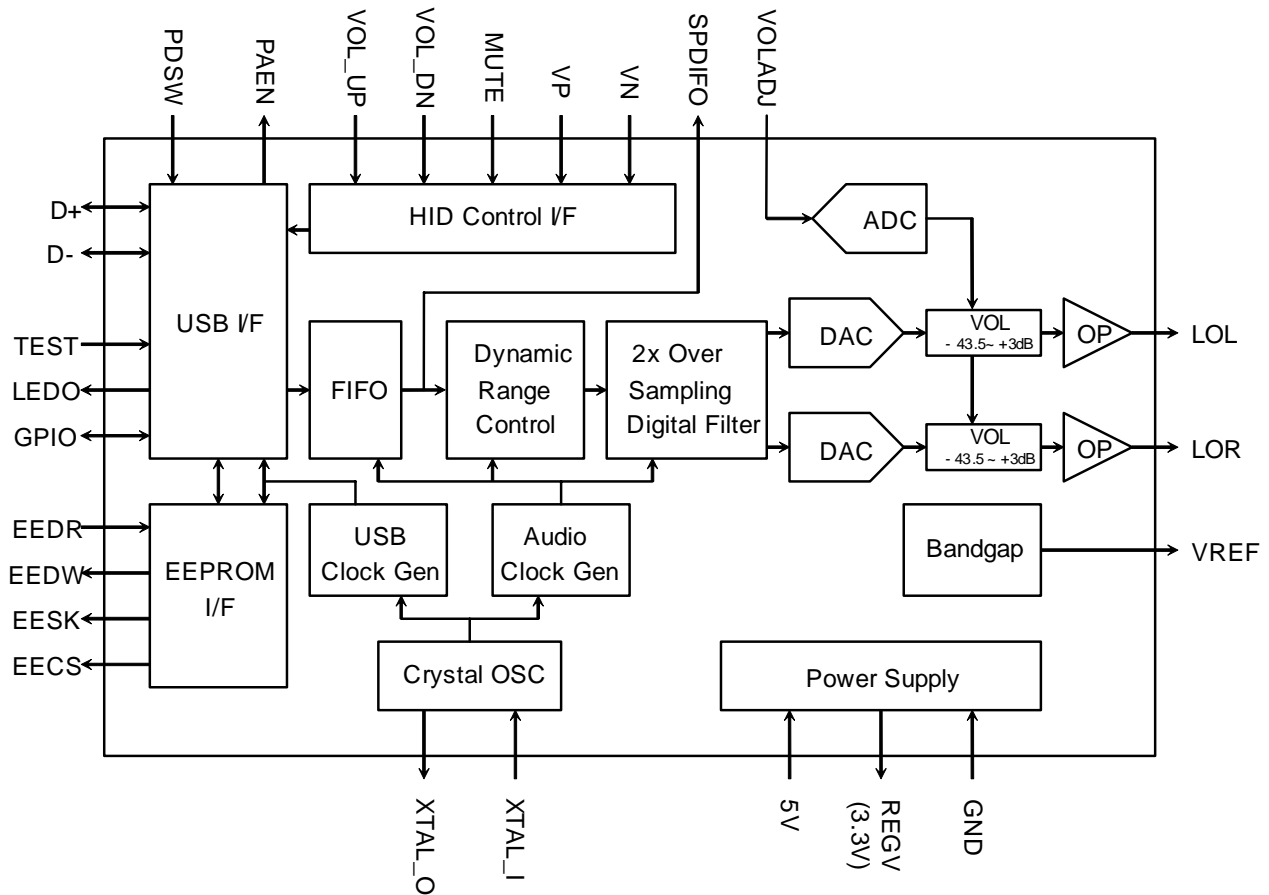 PDSW
PAEN
VOL_UP
VOL_DN
MUTE
VP
VN
SPDIFO
VOLADJ
D+
D-
TEST
LEDO
GPIO
EEDR
EEDW
EESK
EECS
USB I/F
HID Control I/F
ADC
FIFO
Dynamic
Range
Control
2x Over
Sampling
Digital Filter
DAC
VOL
- 43.5~ +3dB
OP
LOL
DAC
VOL
- 43.5 ~ +3dB
OP
LOR
EEPROM
I/F
USB
Clock Gen
Audio
Clock Gen
Bandgap
VREF
Crystal OSC
Power Supply
XTAL_O
XTAL_I
5V
REGV
(3.3V)
GND